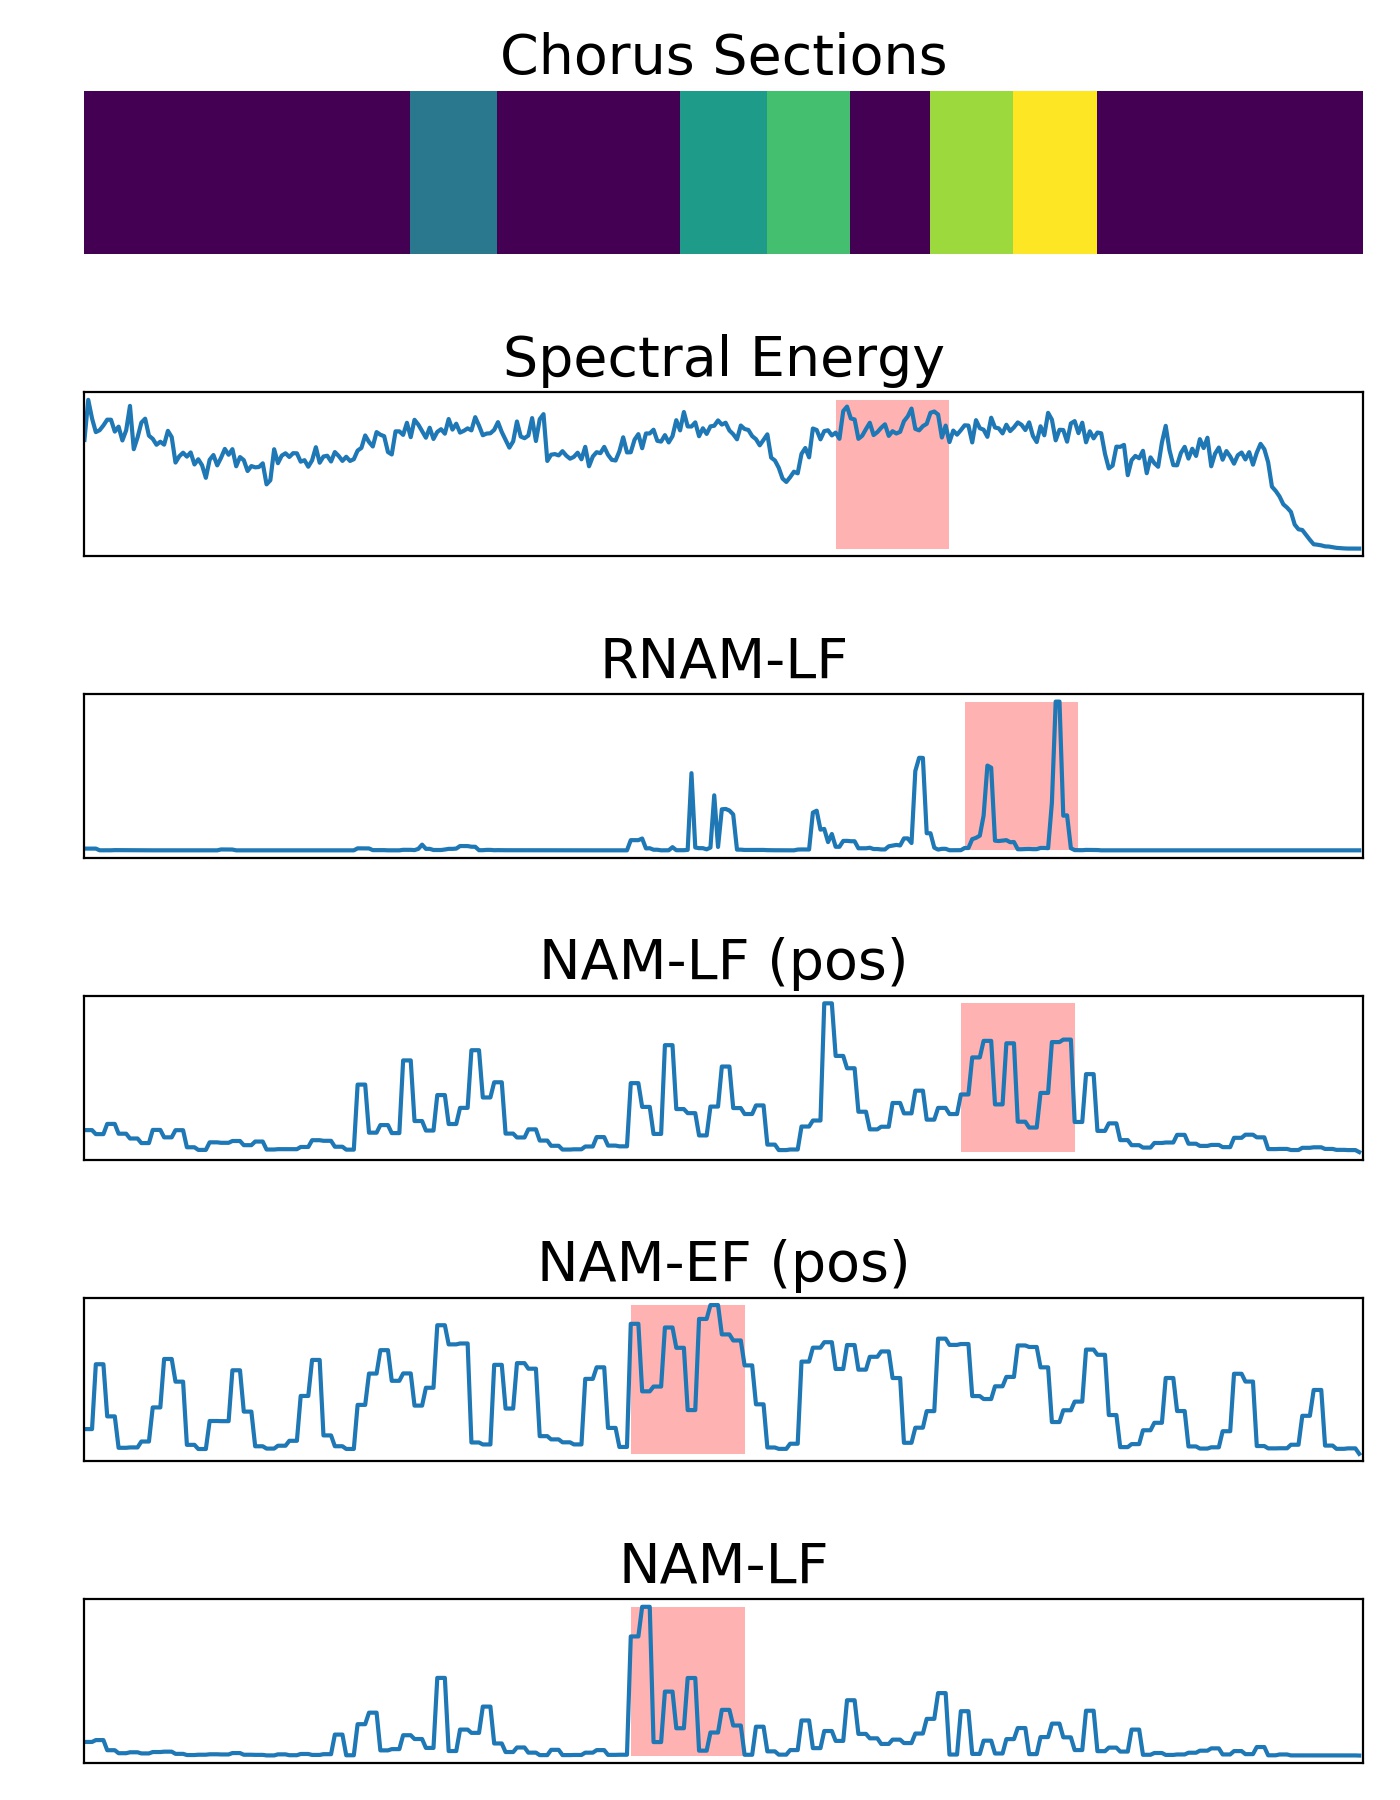 Chorus Sections
Spectral Energy
RNAM-LF
NAM-LF (pos)
NAM-EF (pos)
NAM-LF